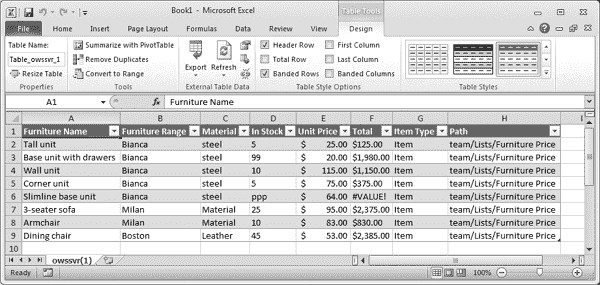 Book1 - Microsoft Excel
Table Tools
File Home Insert Page Layout Formulas Data Review View Design
Table Name:
Table_owssvr_1
Resize Table
Properties
Summarize with PivotTable
Remove Duplicates
Convert to Range
Tools
Export Refresh
External Table Data
Header Row First Column
Total Row Last Column
Banded Rows Banded Columns
Table Style Options
Table Styles
A1 fx Furniture Name
A B C D E F G H I
1 Furniture Name Furniture Range Material In Stock Unit Price Total Item Type Path
2 Tall unit Bianca steel 5 $ 25.00 $125.00 Item team/Lists/Furniture Price
3 Base unit with drawers Bianca steel 99 $ 20.00 $1,980.00 Item team/Lists/Furniture Price
4 Wall unit Bianca steel 10 $ 115.00 $1,150.00 Item team/Lists/Furniture Price
5 Corner unit Bianca steel 5 $ 75.00 $375.00 Item team/Lists/Furniture Price
6 Slimline base unit Bianca steel ppp $ 64.00 #VALUE! Item team/Lists/Furniture Price
7 3-seater sofa Milan Material 25 $ 95.00 $2,375.00 Item team/Lists/Furniture Price
8 Armchair Milan Material 10 $ 83.00 $830.00 Item team/Lists/Furniture Price
9 Dining chair Boston Leather 45 $ 53.00 $2,385.00 Item team/Lists/Furniture Price
10
owssvr(1)
Ready 100%